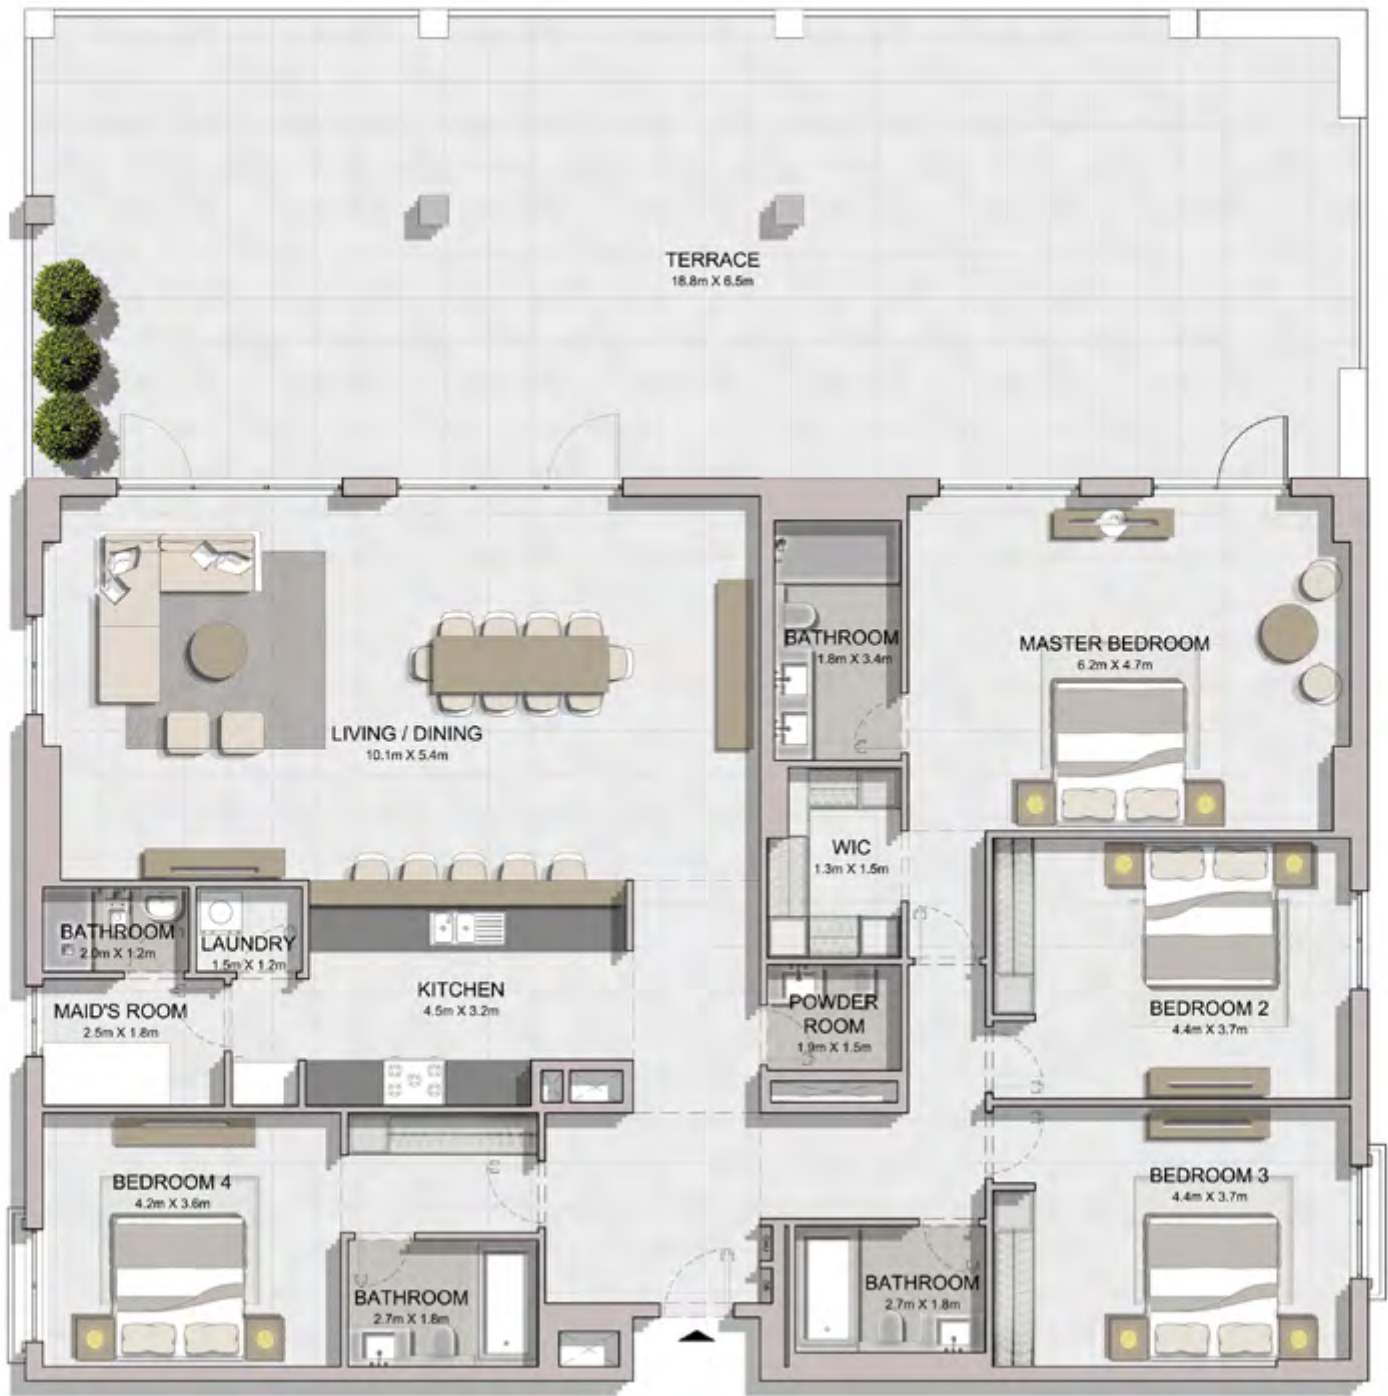 TERRACE
18.8m X 6.5m
BATHROOM
1.8m X 3.4m
MASTER BEDROOM
6.2m X 4.7m
LIVING / DINING
10.1m X 5.4m
WIC
1.3m X 1.5m
BATHROOM
2.0m X 1.2m
LAUNDRY
1.5m X 1.2m
KITCHEN
4.5m X 3.2m
MAID'S ROOM
2.5m X 1.8m
POWDER
ROOM
1.9m X 1.5m
BEDROOM 2
4.4m X 3.7m
BEDROOM 4
4.2m X 3.6m
BEDROOM 3
4.4m X 3.7m
BATHROOM
2.7m X 1.8m
BATHROOM
2.7m X 1.8m